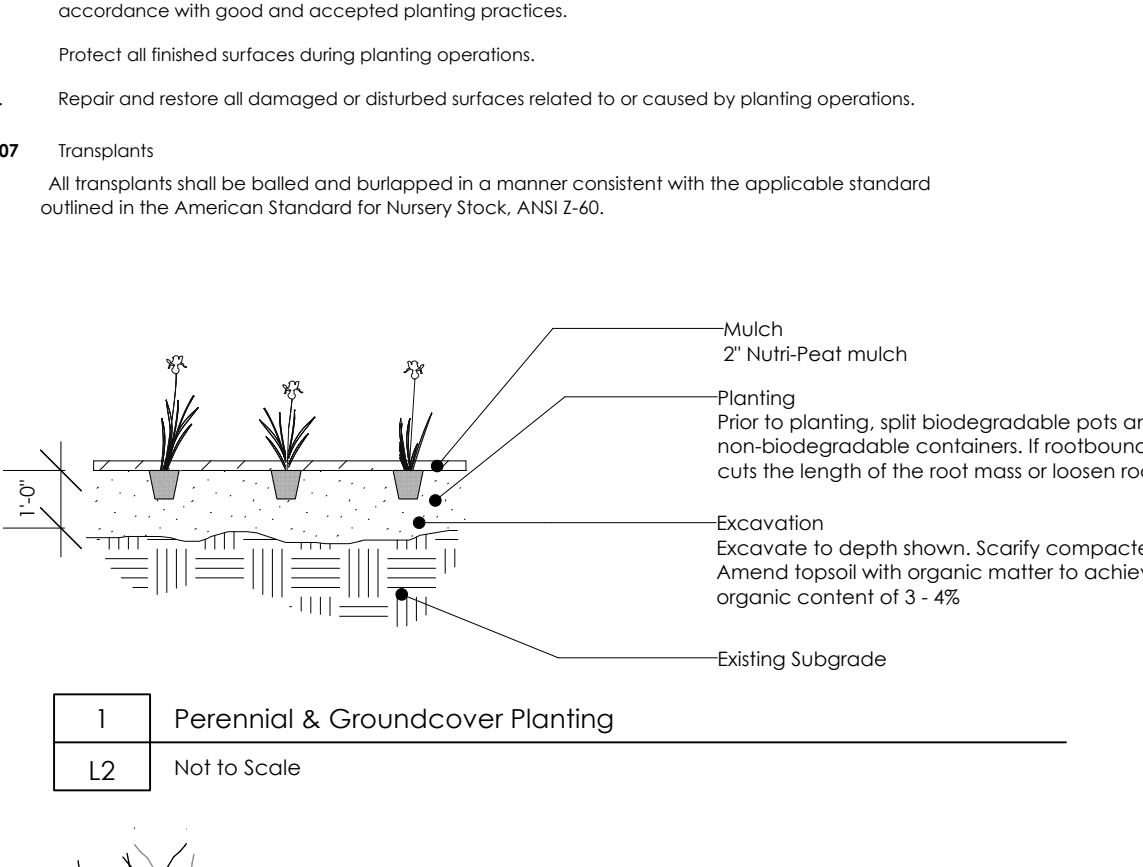 accordance with good and accepted planting practices.
Protect all finished surfaces during planting operations.
Repair and restore all damaged or disturbed surfaces related to or caused by planting operations.
07 Transplants
All transplants shall be balled and burlapped in a manner consistent with the applicable standard
outlined in the American Standard for Nursery Stock, ANSI Z-60.
Mulch
2" Nutri-Peat mulch
Planting
Prior to planting, split biodegradable pots
non-biodegradable containers. If rootbound
cuts the length of the root mass or loosen
1'-0"
Excavation
Excavate to depth shown. Scarify
Amend topsoil with organic matter to
organic content of 3 - 4%
Existing Subgrade
1 Perennial & Groundcover Planting
L2 Not to Scale